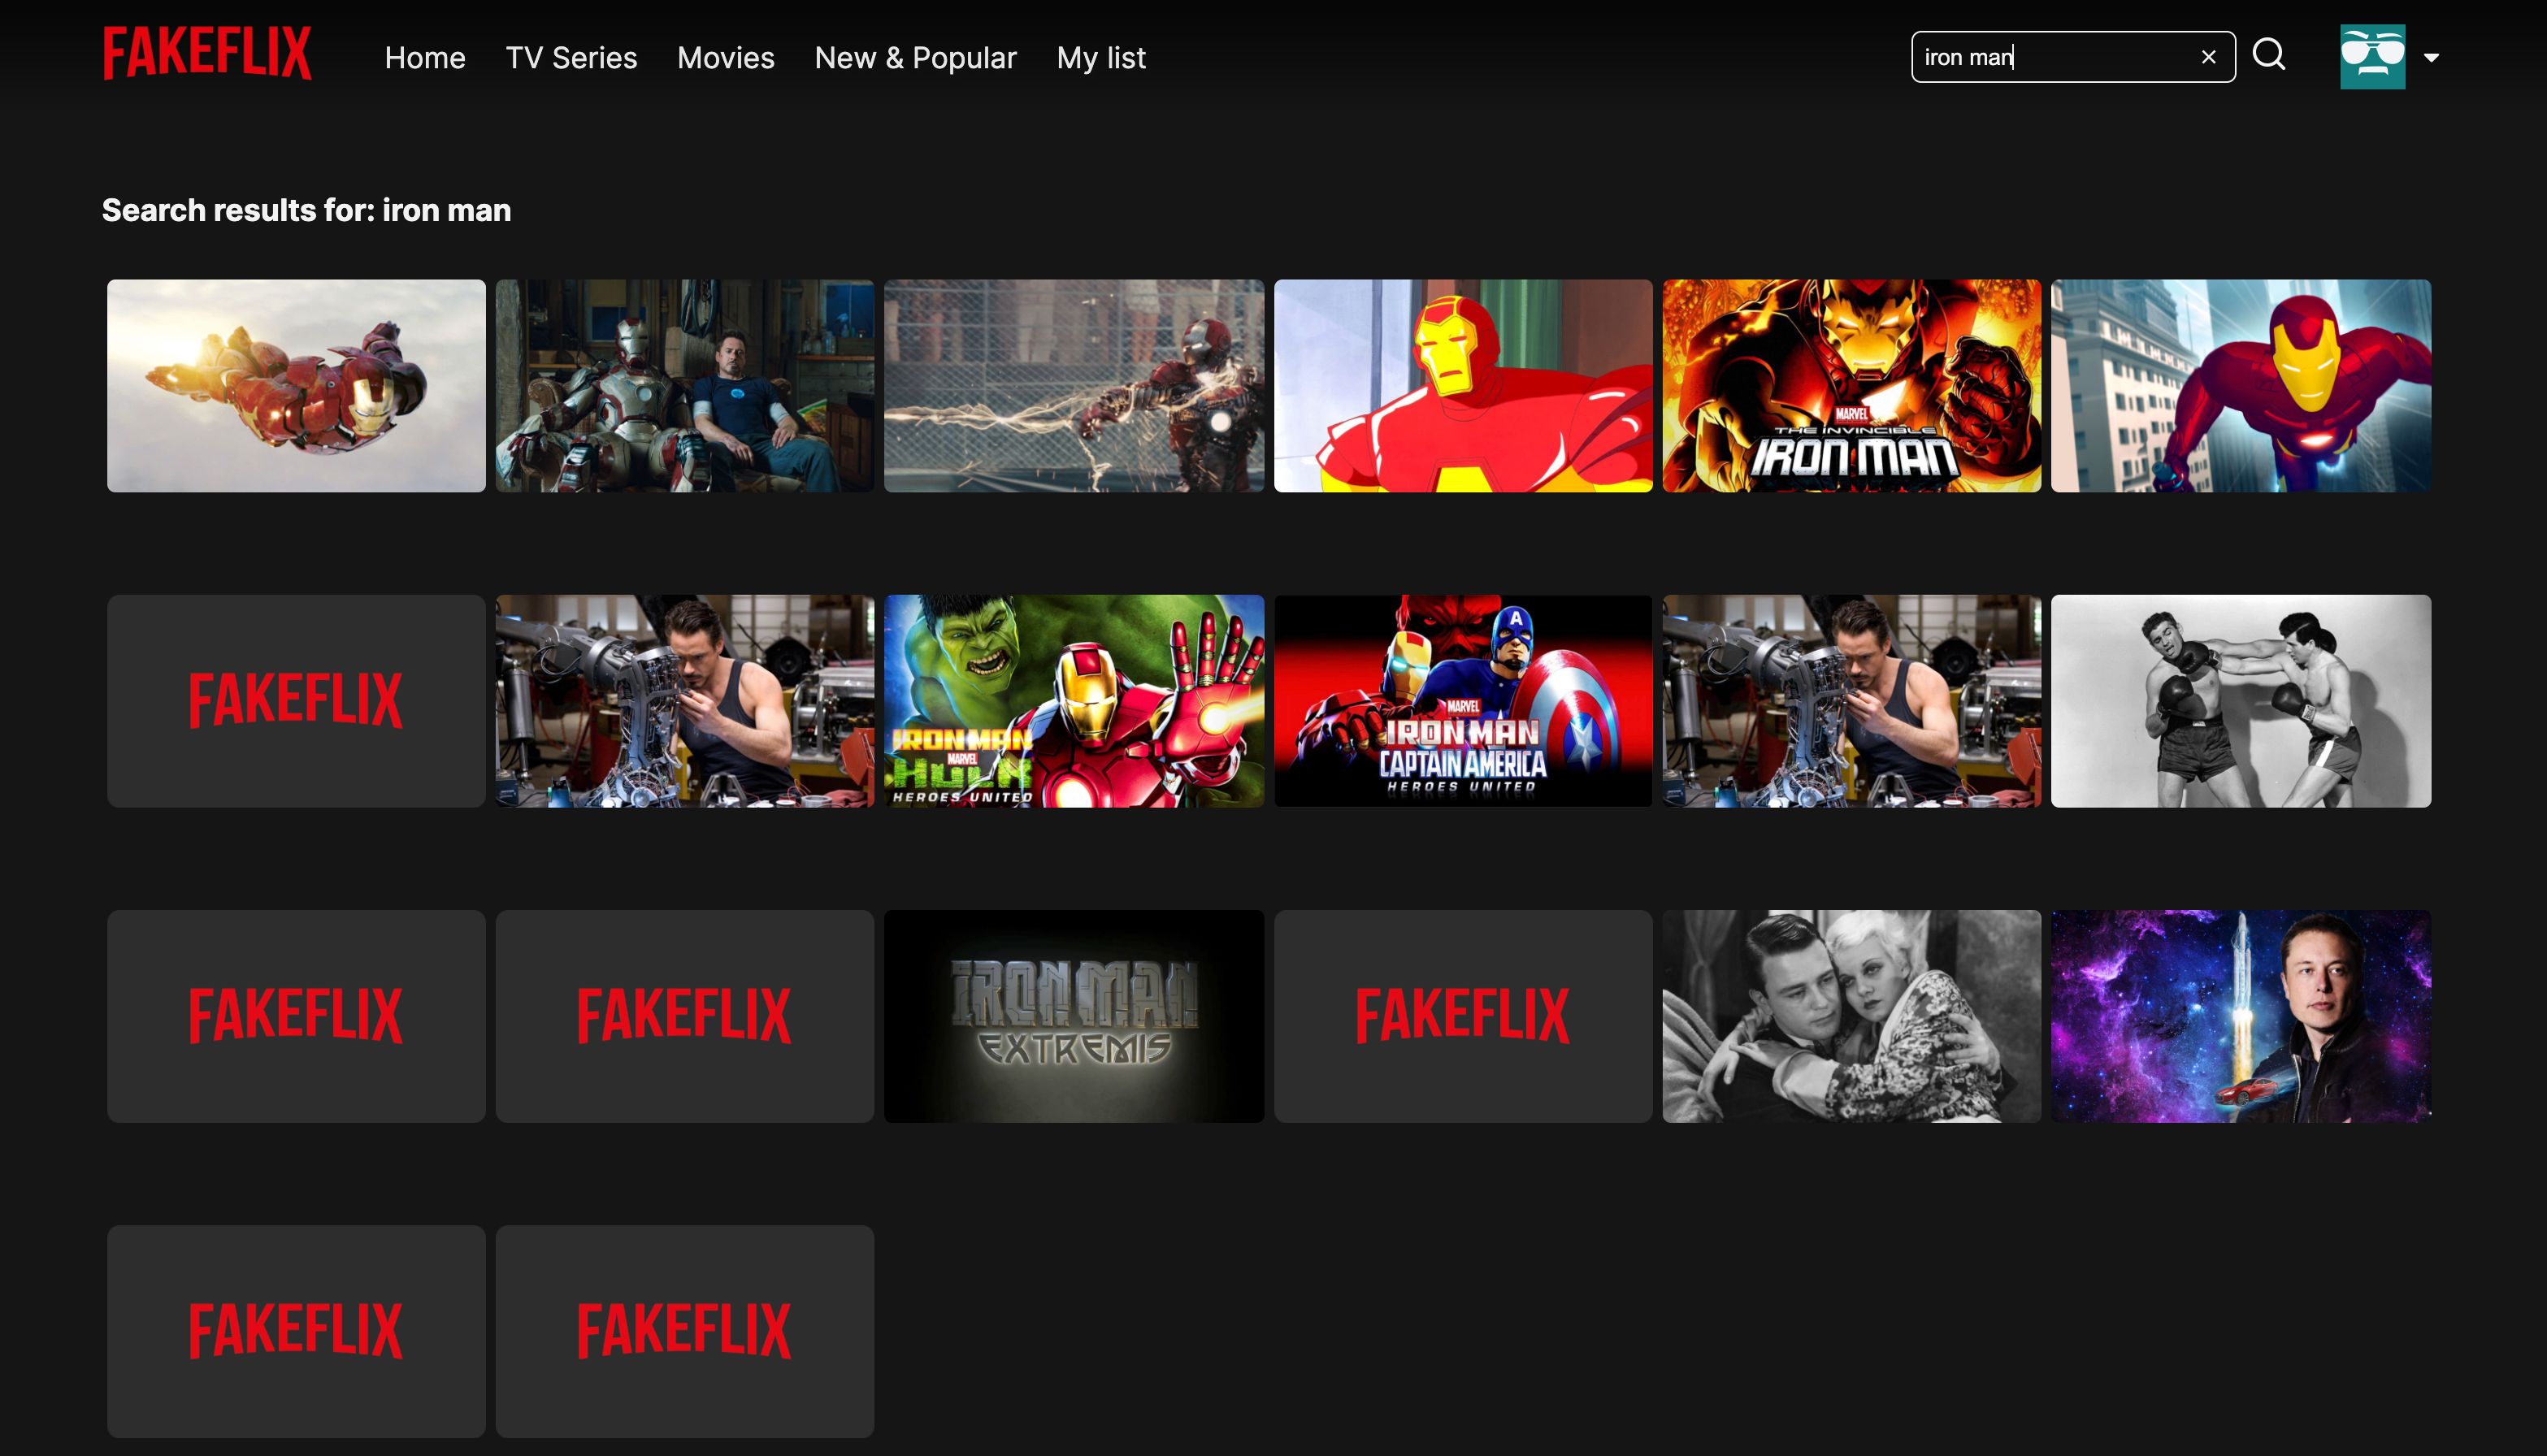 FAKEFLIX
Home TV Series Movies New & Popular My list
iron man
Search results for: iron man
MARVEL
THE INVINCIBLE
IRON MAN
FAKEFLIX
IRON MAN
MARVEL
HULK
HEROES UNITED
A
MARVEL
IRON MAN
CAPTAIN AMERICA
HEROES UNITED
FAKEFLIX
FAKEFLIX
IRON MAN
EXTREMIS
FAKEFLIX
FAKEFLIX
FAKEFLIX